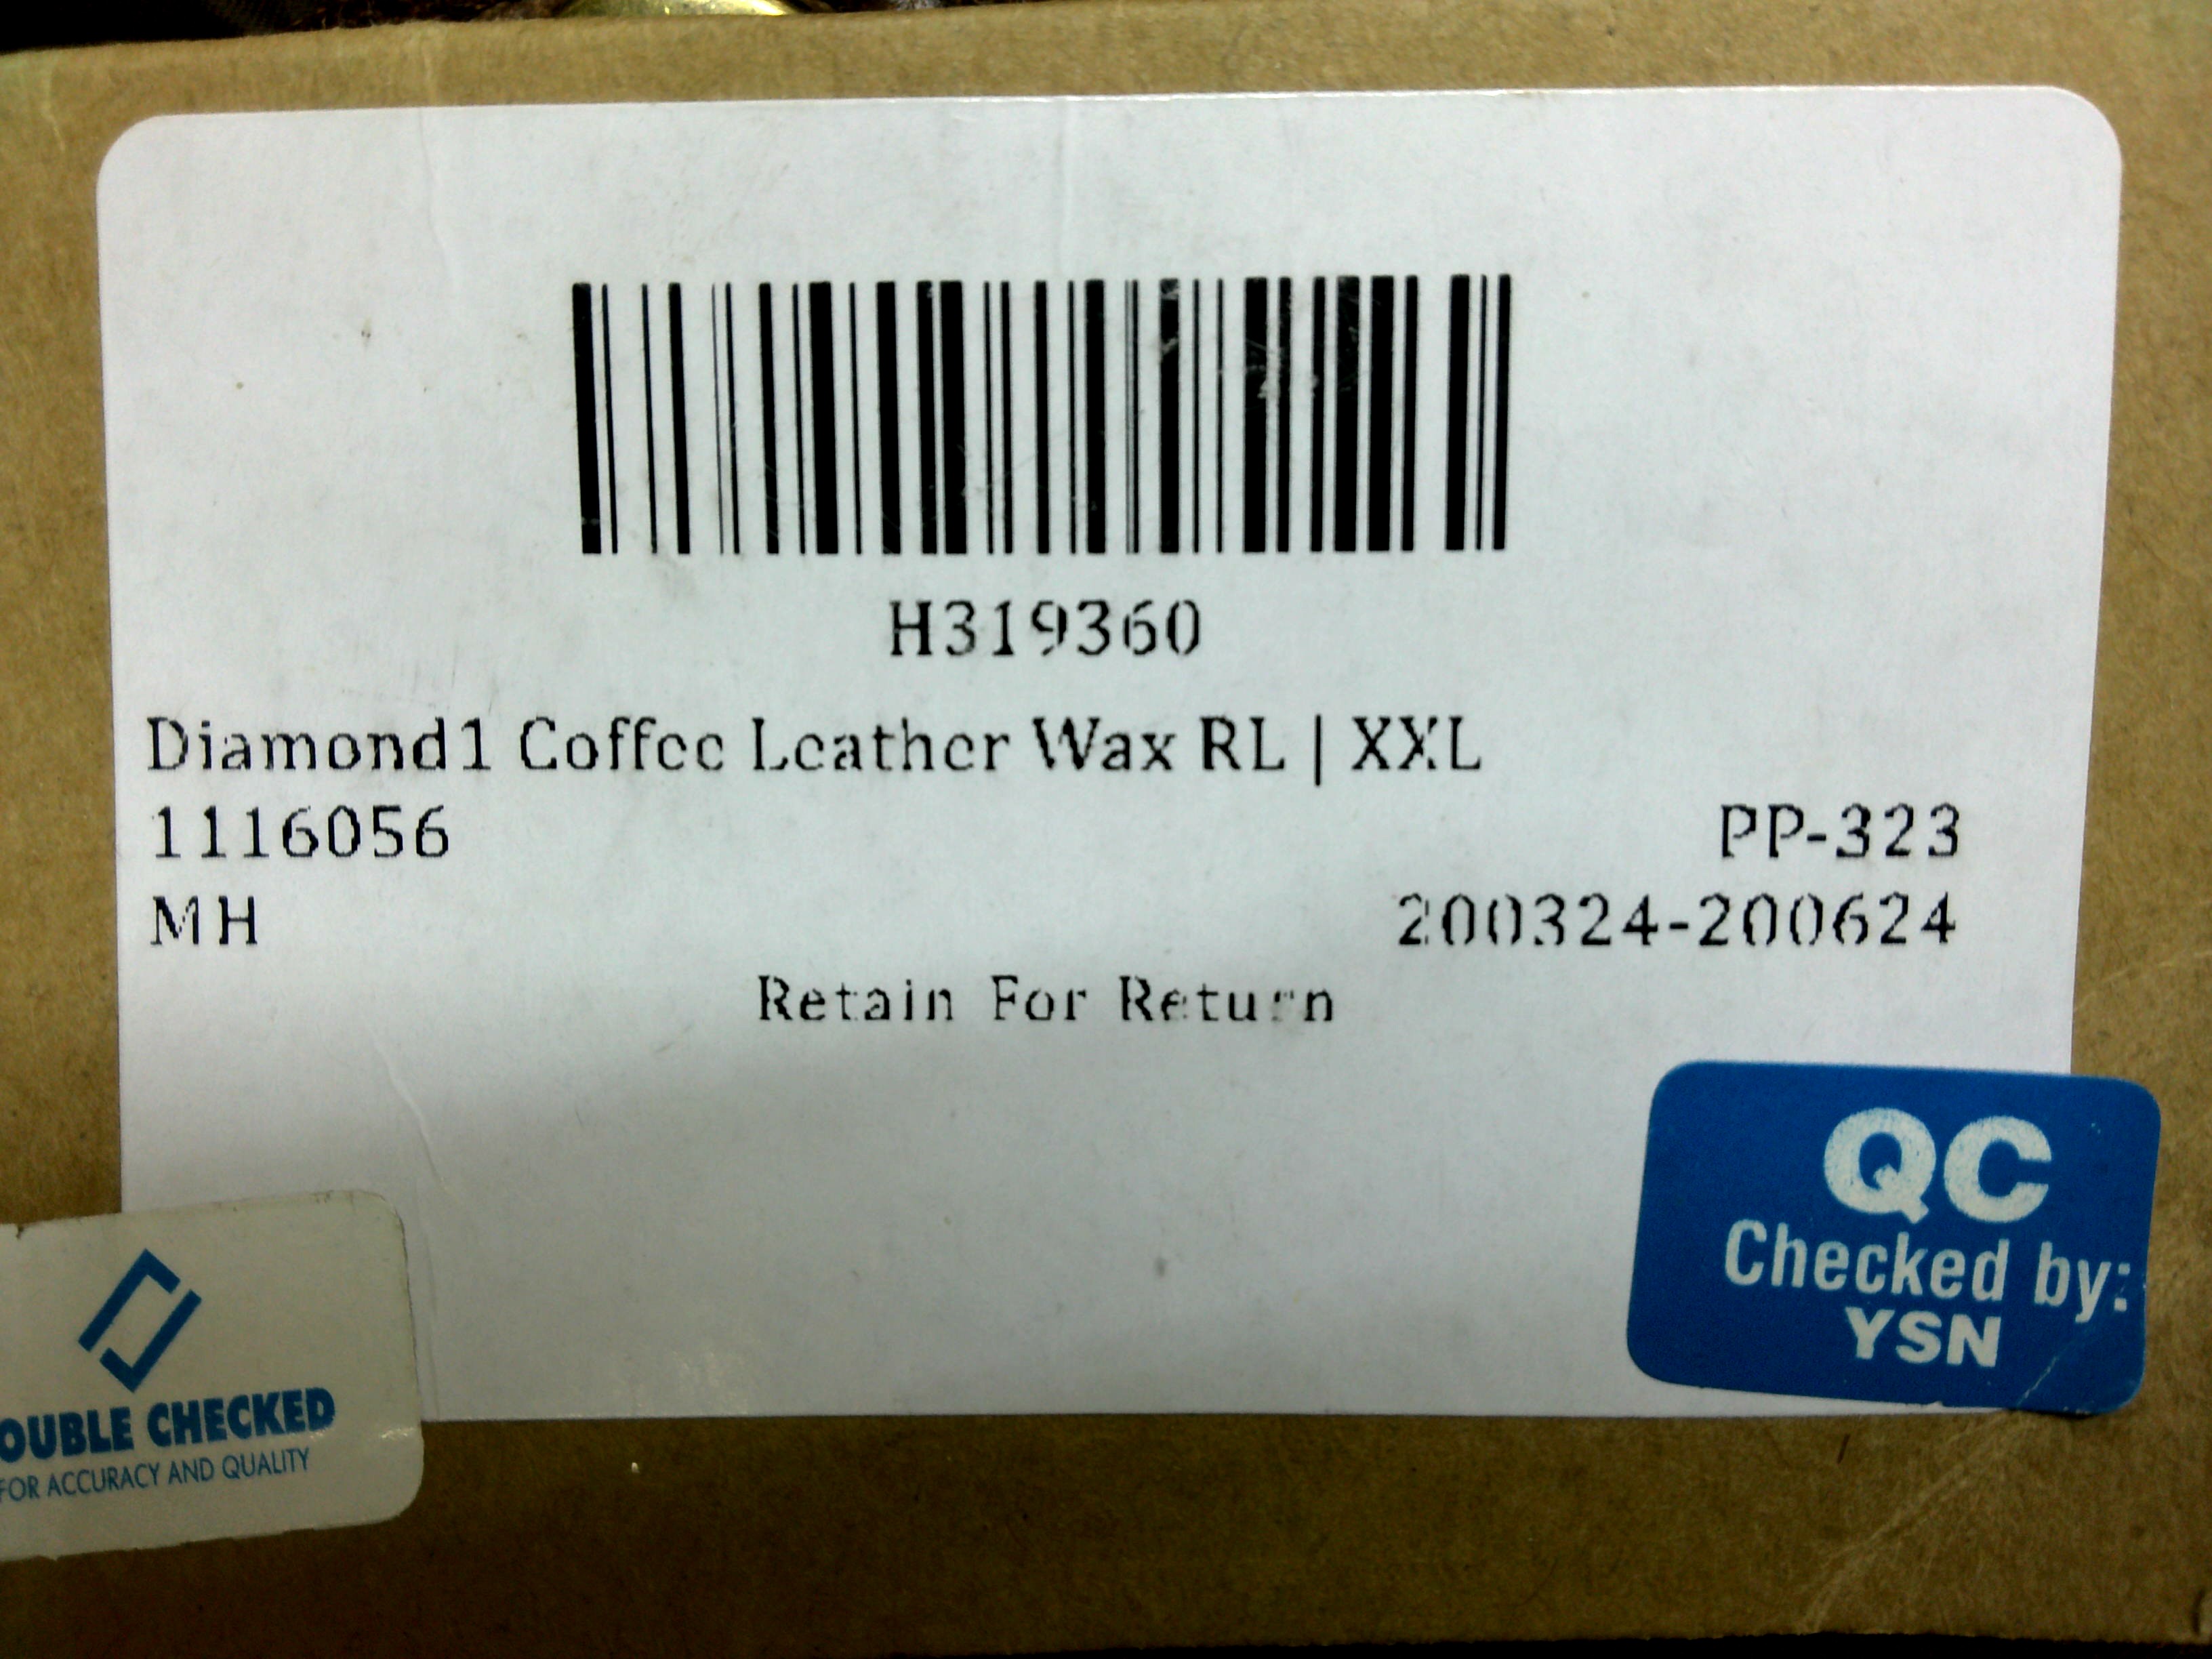 H319360
Diamond1 Coffee Leather Wax RL | XXL
1116056
PP-323
MH
200324-200624
Retain For Return
QC
Checked by:
YSN
OUBLE CHECKED
FOR ACCURACY AND QUALITY